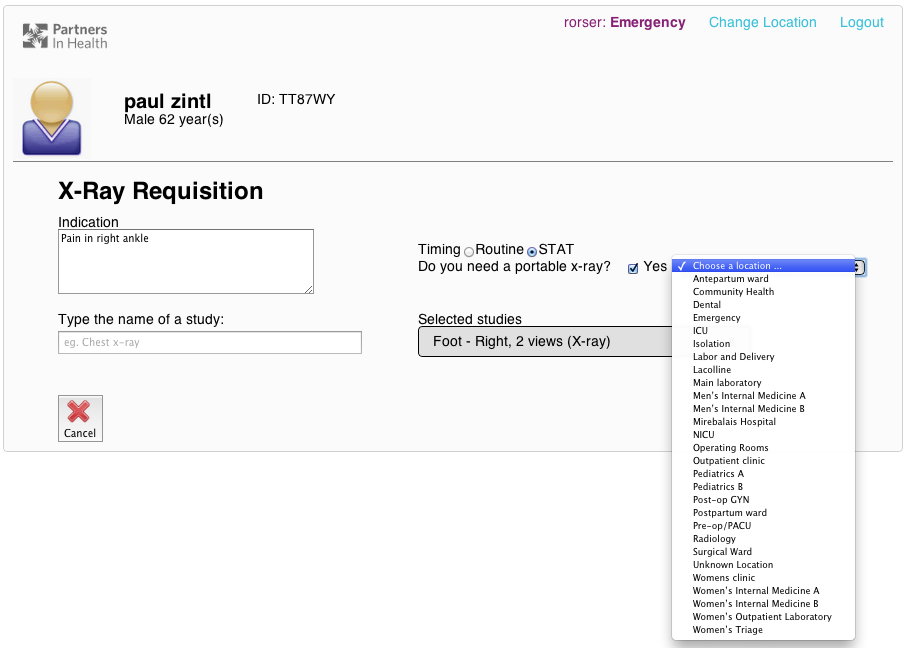 Partners
In Health
rorser: Emergency Change Location Logout
paul zintl ID: TT87WY
Male 62 year(s)
X-Ray Requisition
Indication
Pain in right ankle
Timing Routine STAT
Do you need a portable x-ray? Yes
Type the name of a study:
eg. Chest x-ray
Selected studies
Foot - Right, 2 views (X-ray)
Cancel
Choose a location ...
Antepartum ward
Community Health
Dental
Emergency
ICU
Isolation
Labor and Delivery
Lacolline
Main laboratory
Men's Internal Medicine A
Men's Internal Medicine B
Mirebalais Hospital
NICU
Operating Rooms
Outpatient clinic
Pediatrics A
Pediatrics B
Post-op GYN
Postpartum ward
Pre-op/PACU
Radiology
Surgical Ward
Unknown Location
Womens clinic
Women's Internal Medicine A
Women's Internal Medicine B
Women's Outpatient Laboratory
Women's Triage